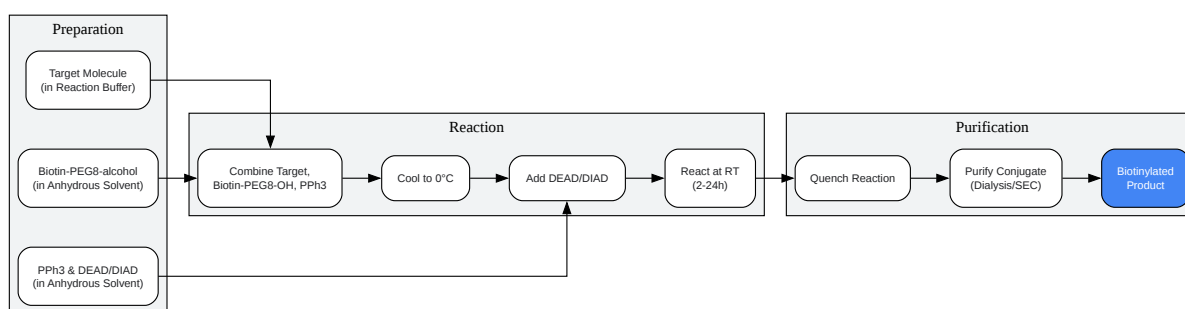 Preparation
Target Molecule
(in Reaction Buffer)
Biotin-PEG8-alcohol
(in Anhydrous Solvent)
PPh3 & DEAD/DIAD
(in Anhydrous Solvent)
Reaction
Combine Target,
Biotin-PEG8-OH, PPh3
Cool to 0°C
Add DEAD/DIAD
React at RT
(2-24h)
Purification
Quench Reaction
Purify Conjugate
(Dialysis/SEC)
Biotinylated
Product